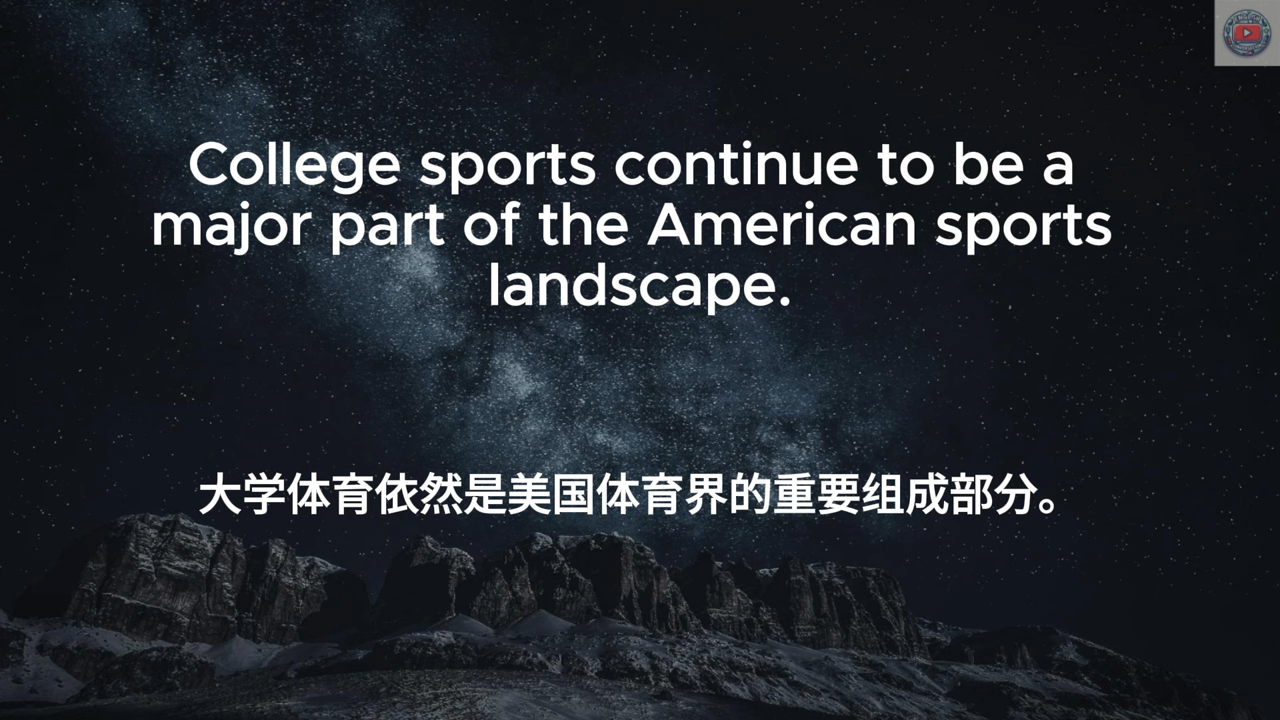 College sports continue to be a
major part of the American sports
landscape.
大学体育依然是美国体育界的重要组成部分。